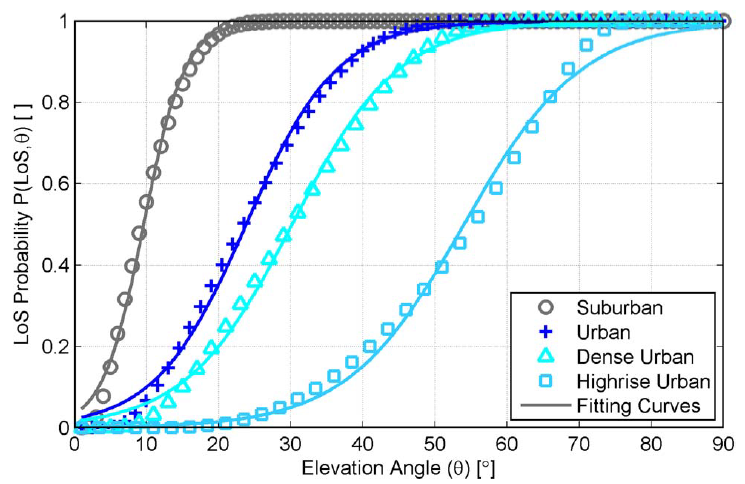 1
0.8
0.6
0.4
0.2
0
LoS Probability P(LoS,θ) [ ]
Suburban
Urban
Dense Urban
Highrise Urban
Fitting Curves
0 10 20 30 40 50 60 70 80 90
Elevation Angle (θ) [°]